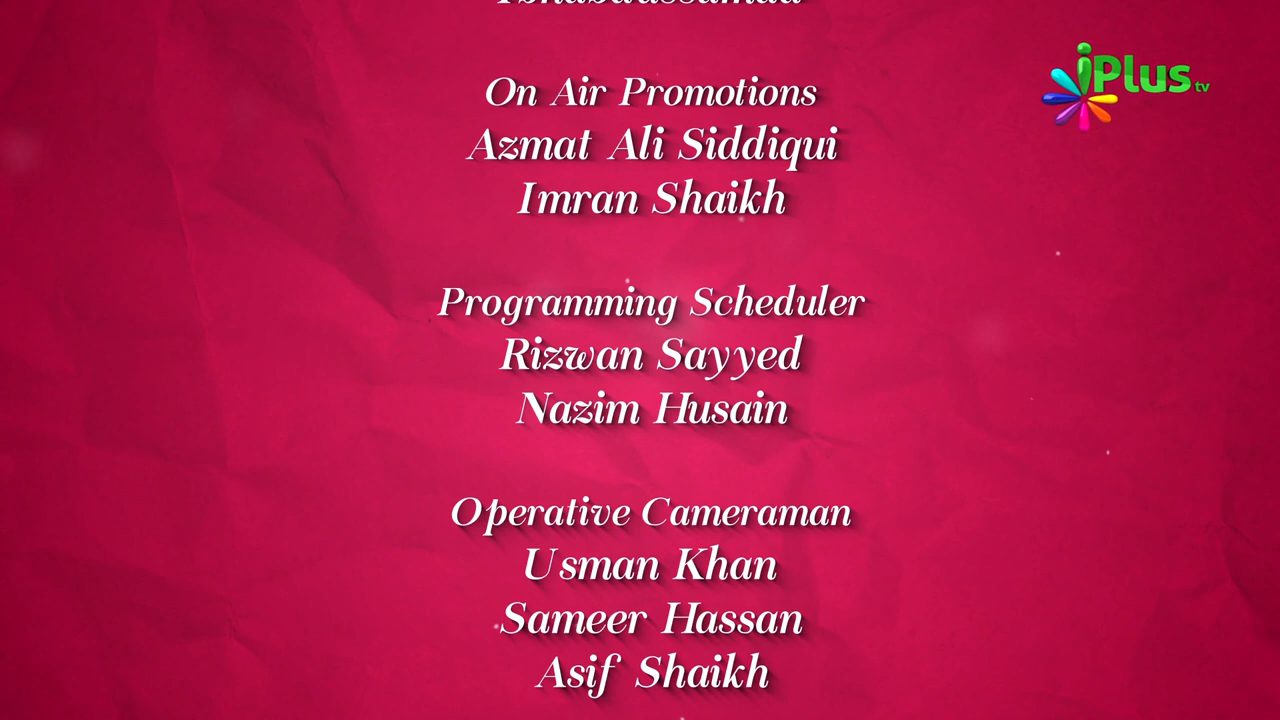 On Air Promotions
Azmat Ali Siddiqui
Imran Shaikh
Programming Scheduler
Rizwan Sayyed
Nazim Husain
Operative Cameraman
Usman Khan
Sameer Hassan
Asif Shaikh
iPlus tv